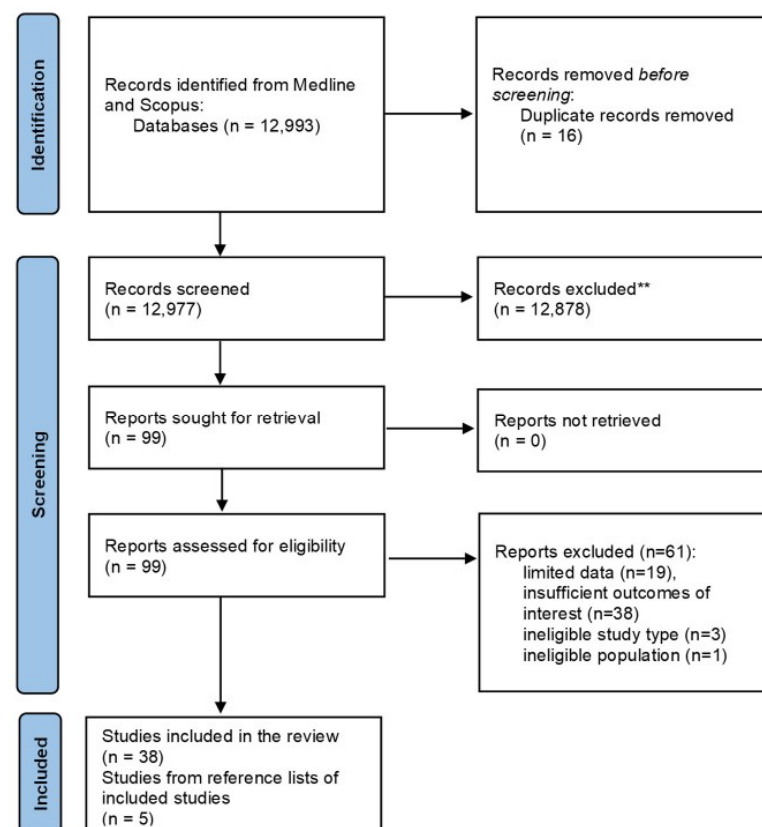 Identification
Records identified from Medline
and Scopus:
Databases (n = 12,993)
Records removed before
screening:
Duplicate records removed
(n = 16)
Screening
Records screened
(n = 12,977)
Records excluded**
(n = 12,878)
Reports sought for retrieval
(n = 99)
Reports not retrieved
(n = 0)
Reports assessed for eligibility
(n = 99)
Reports excluded (n=61):
limited data (n=19),
insufficient outcomes of
interest (n=38)
ineligible study type (n=3)
ineligible population (n=1)
Included
Studies included in the review
(n = 38)
Studies from reference lists of
included studies
(n = 5)